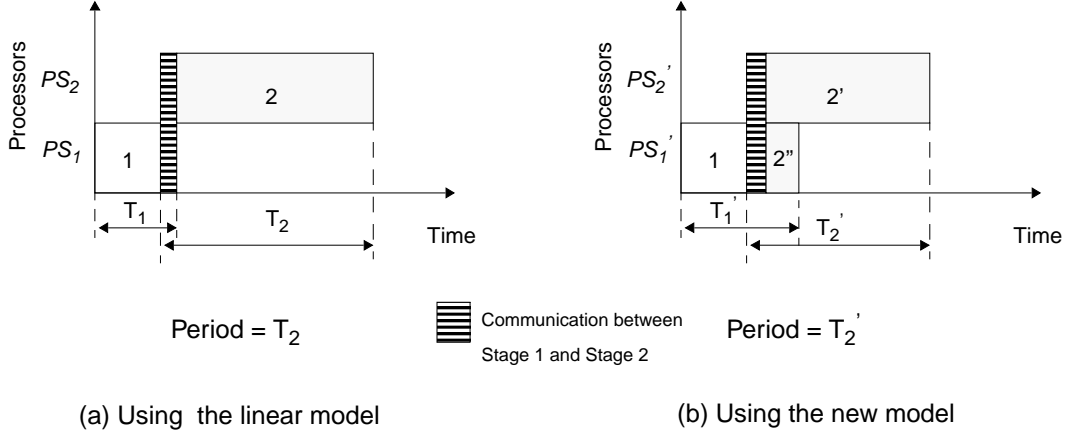 Processors
PS2
PS1
1
2
T1
T2
Time
Period = T2
(a) Using the linear model
Communication between
Stage 1 and Stage 2
Processors
PS2'
PS1'
1
2'
2"
T1'
T2'
Time
Period = T2'
(b) Using the new model